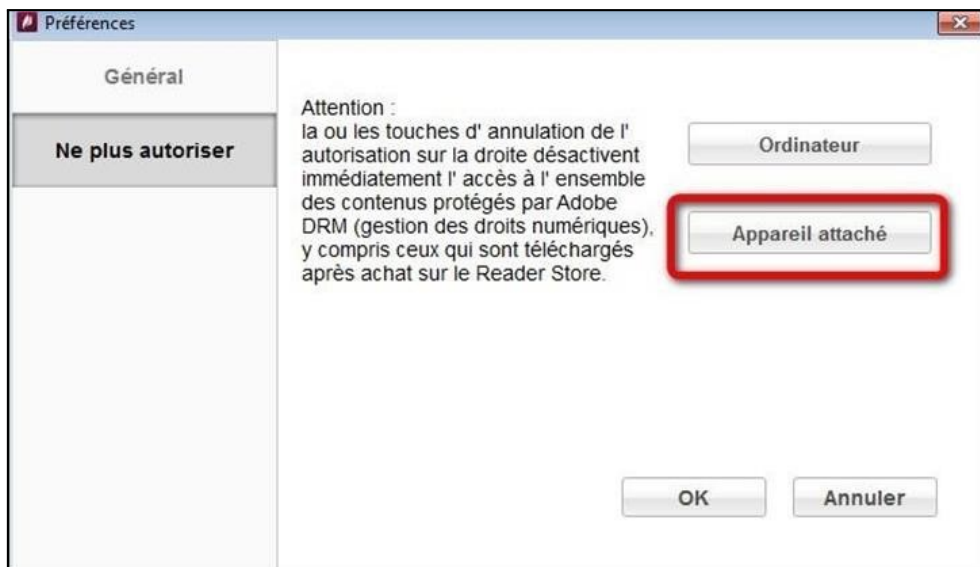 Préférences
Général
Ne plus autoriser
Attention :
la ou les touches d' annulation de l'
autorisation sur la droite désactivent
immédiatement l' accès à l' ensemble
des contenus protégés par Adobe
DRM (gestion des droits numériques),
y compris ceux qui sont téléchargés
après achat sur le Reader Store.
Ordinateur
Appareil attaché
OK
Annuler